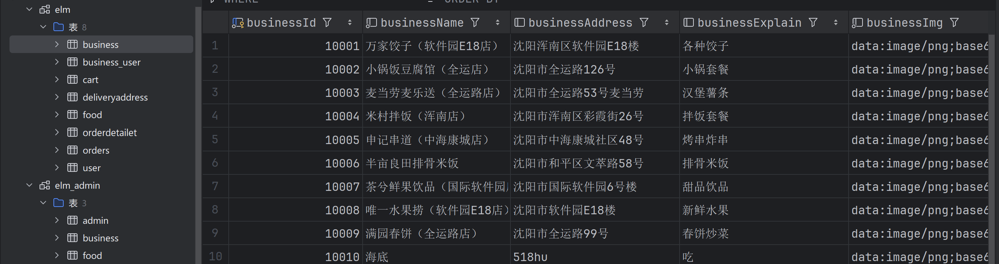 elm
表 8
business
business_user
cart
deliveryaddress
food
orderdetailet
orders
user
elm_admin
表 3
admin
business
food
WHERE ORDER BY
businessId businessName businessAddress businessExplain businessImg
1 10001 万家饺子（软件园E18店） 沈阳浑南区软件园E18楼 各种饺子 data:image/png;base6
2 10002 小锅饭豆腐馆（全运店） 沈阳市全运路126号 小锅套餐 data:image/png;base6
3 10003 麦当劳麦乐送（全运路店） 沈阳市全运路53号麦当劳 汉堡薯条 data:image/png;base6
4 10004 米村拌饭（浑南店） 沈阳市浑南区彩霞街26号 拌饭套餐 data:image/png;base6
5 10005 申记串道（中海康城店） 沈阳市中海康城社区48号 烤串炸串 data:image/png;base6
6 10006 半亩良田排骨米饭 沈阳市和平区文萃路58号 排骨米饭 data:image/png;base6
7 10007 茶兮鲜果饮品（国际软件园 沈阳市国际软件园6号楼 甜品饮品 data:image/png;base6
8 10008 唯一水果捞（软件园E18店） 沈阳市软件园E18楼 新鲜水果 data:image/png;base6
9 10009 满园春饼（全运路店） 沈阳市全运路99号 春饼炒菜 data:image/png;base6
10 10010 海底 518hu 吃 data:image/png;base6